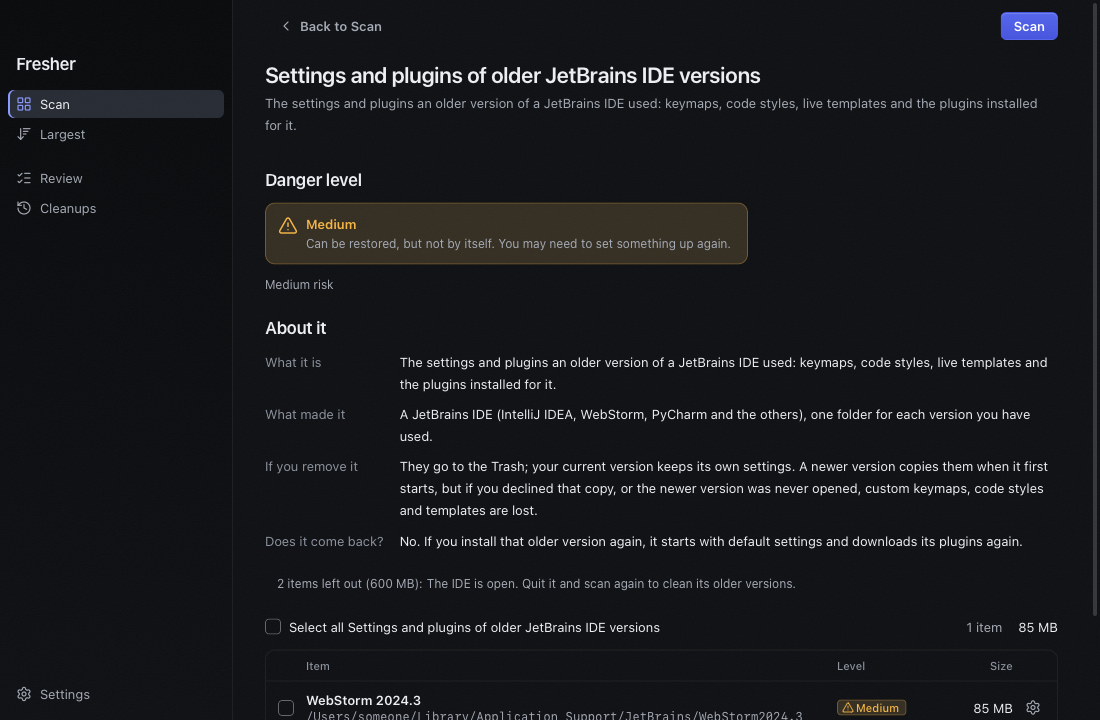 Back to Scan
Scan
Fresher
Scan
Largest
Review
Cleanups
Settings
Settings and plugins of older JetBrains IDE versions
The settings and plugins an older version of a JetBrains IDE used: keymaps, code styles, live templates and the plugins installed
for it.
Danger level
Medium
Can be restored, but not by itself. You may need to set something up again.
Medium risk
About it
What it is
The settings and plugins an older version of a JetBrains IDE used: keymaps, code styles, live templates and
the plugins installed for it.
What made it
A JetBrains IDE (IntelliJ IDEA, WebStorm, PyCharm and the others), one folder for each version you have
used.
If you remove it
They go to the Trash; your current version keeps its own settings. A newer version copies them when it first
starts, but if you declined that copy, or the newer version was never opened, custom keymaps, code styles
and templates are lost.
Does it come back?
No. If you install that older version again, it starts with default settings and downloads its plugins again.
2 items left out (600 MB): The IDE is open. Quit it and scan again to clean its older versions.
Select all Settings and plugins of older JetBrains IDE versions
1 item
85 MB
Item
Level
Size
WebStorm 2024.3
/Users/someone/Library/Application Support/JetBrains/WebStorm2024.3
Medium
85 MB